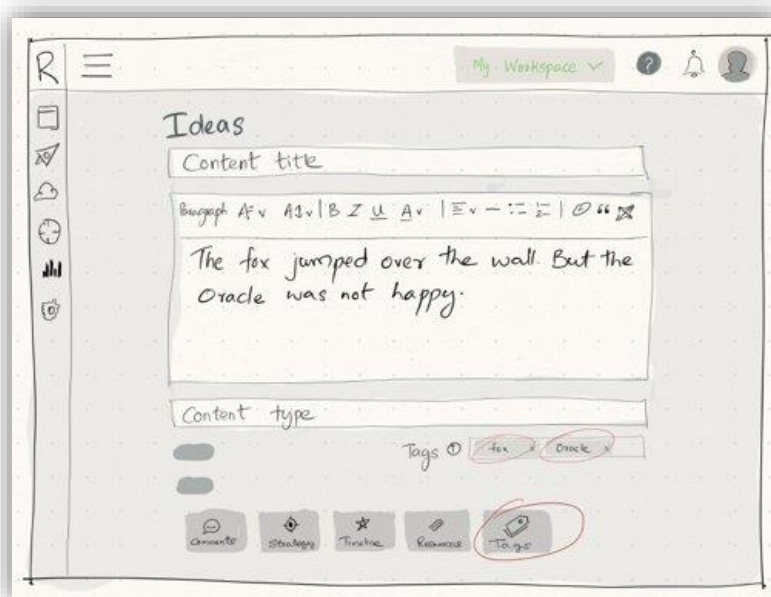 R
My Workspace
?
Ideas
Content title
Paragraph A B I U A
The fox jumped over the wall. But the
Oracle was not happy.
Content type
Tags fox x Oracle x
Comments Strategy Timeline Resources Tags